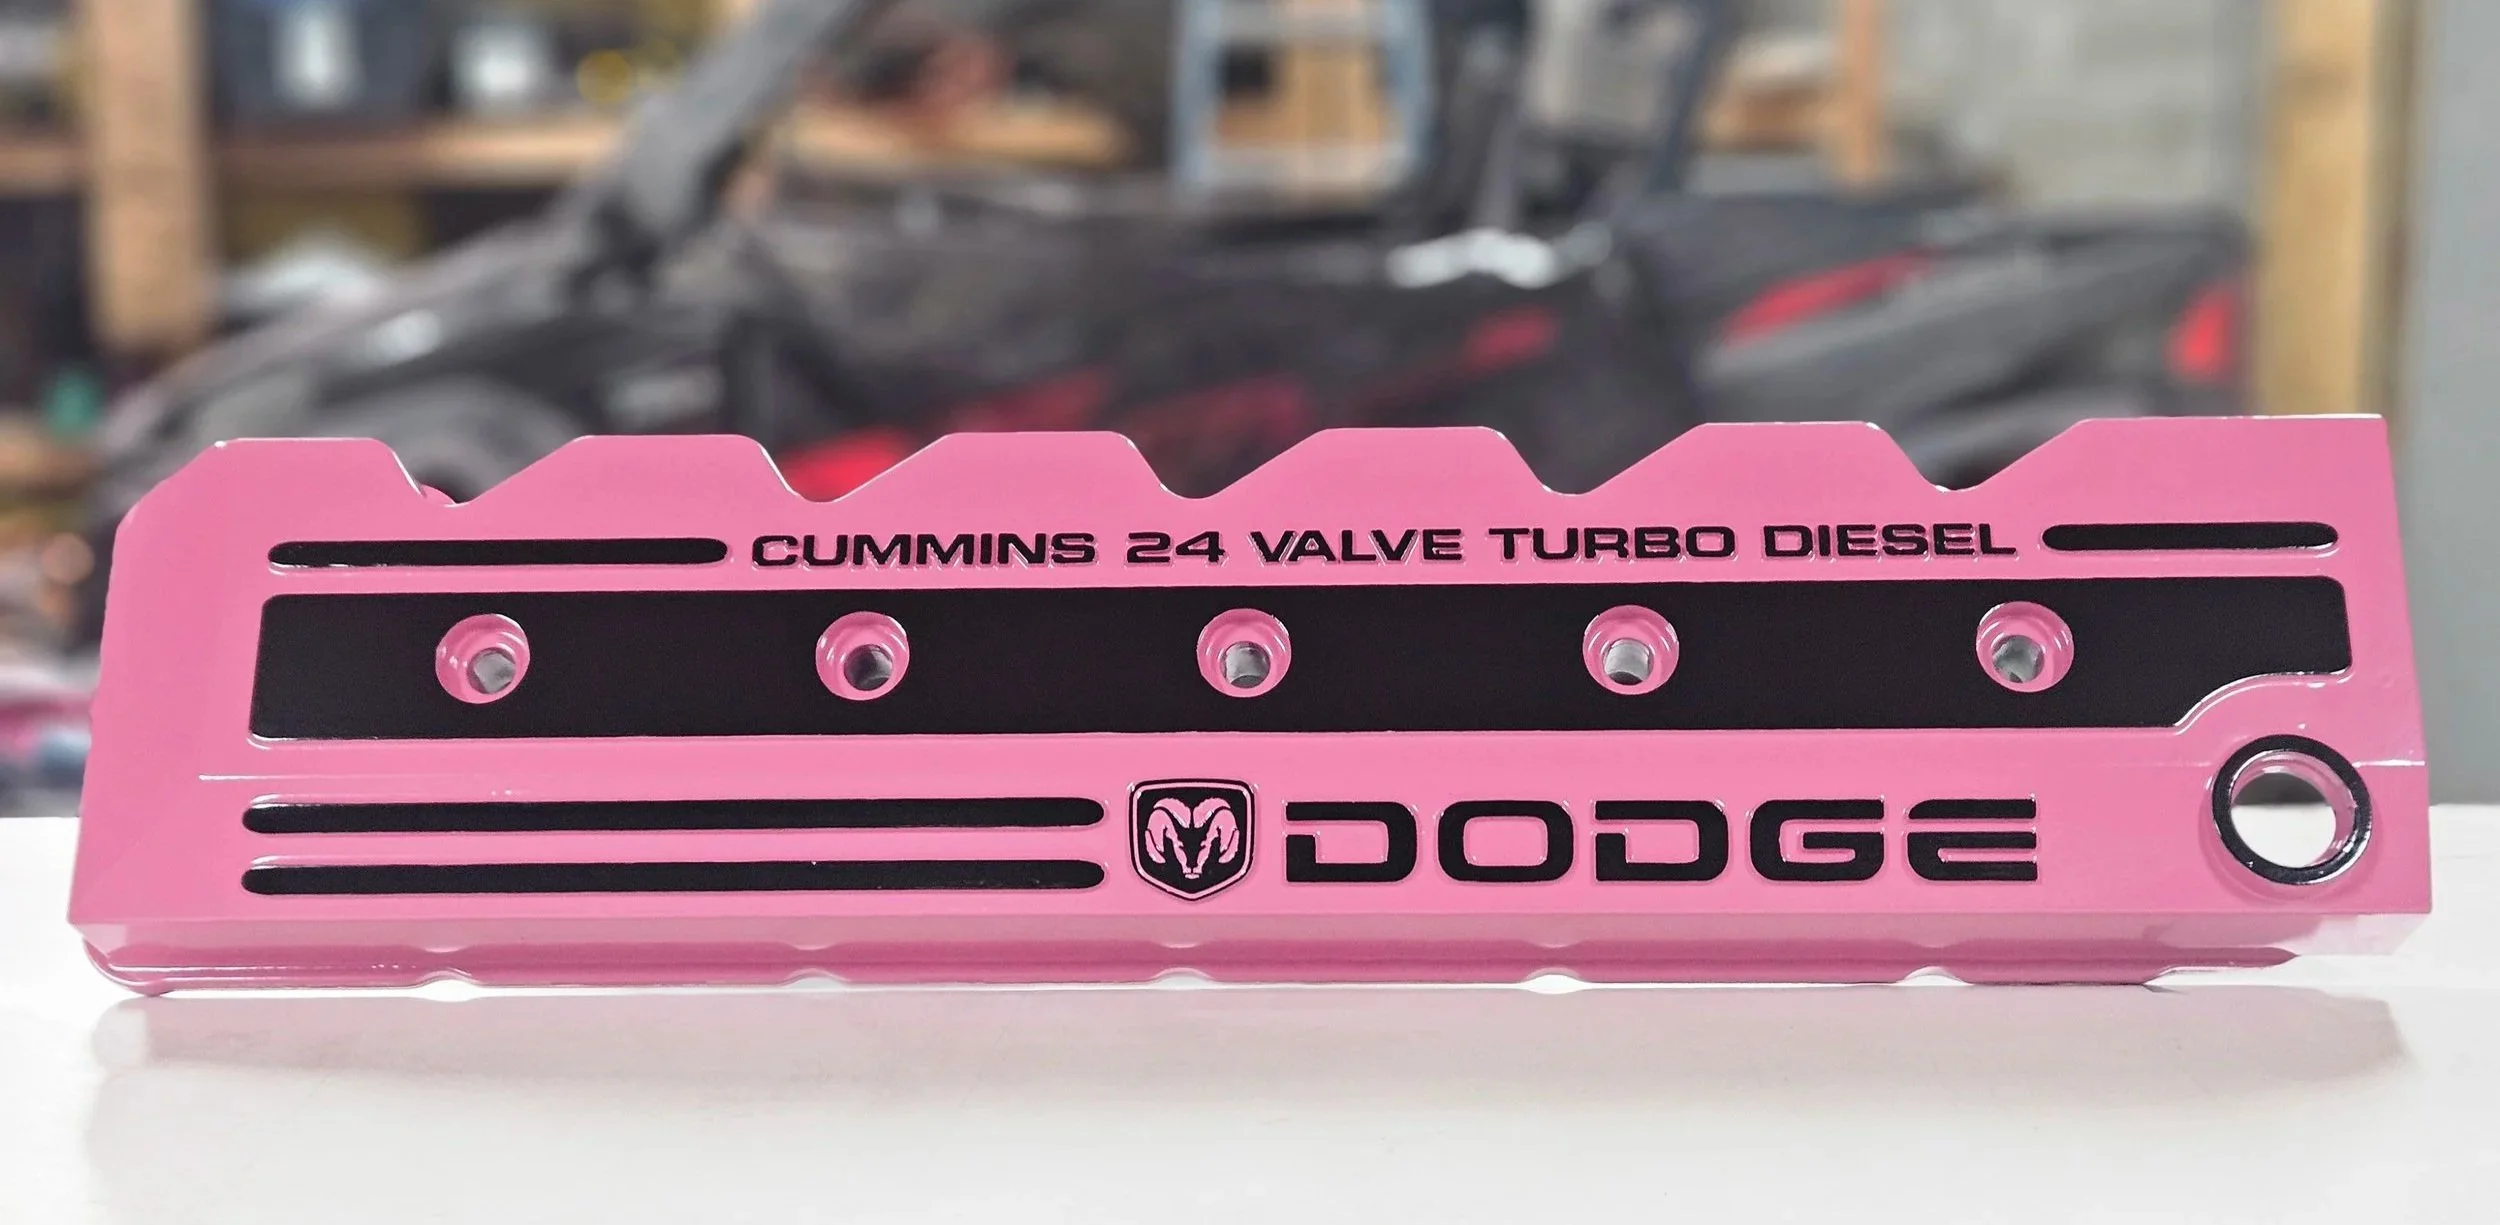 CUMMINS 24 VALVE TURBO DIESEL
DODGE